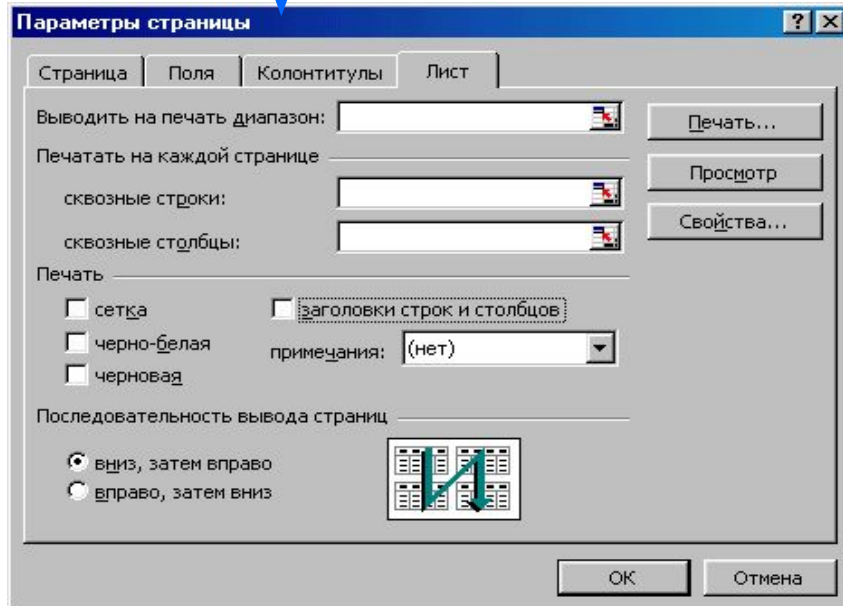 Параметры страницы
Страница Поля Колонтитулы Лист
Выводить на печать диапазон:
Печать...
Печатать на каждой странице
Просмотр
сквозные строки:
Свойства...
сквозные столбцы:
Печать
сетка
заголовки строк и столбцов
черно-белая
примечания: (нет)
черновая
Последовательность вывода страниц
вниз, затем вправо
вправо, затем вниз
ОК Отмена